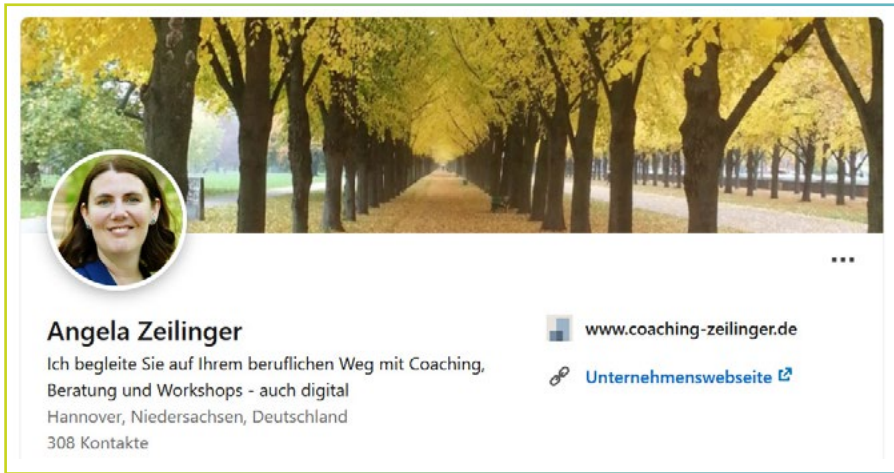 Angela Zeilinger
Ich begleite Sie auf Ihrem beruflichen Weg mit Coaching,
Beratung und Workshops - auch digital
Hannover, Niedersachsen, Deutschland
308 Kontakte
www.coaching-zeilinger.de
Unternehmenswebseite